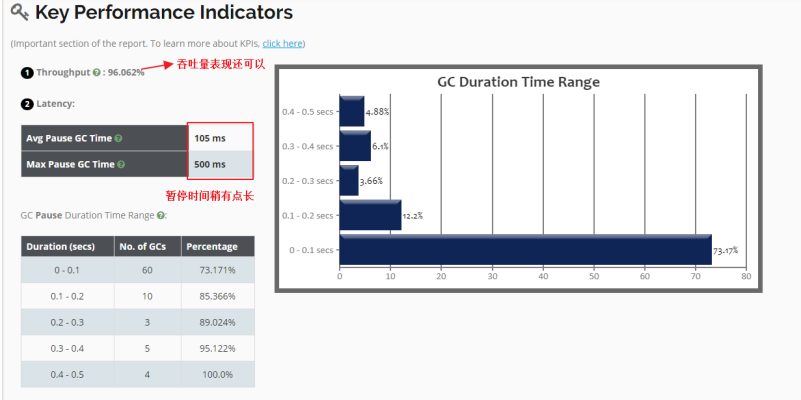 Key Performance Indicators
(Important section of the report. To learn more about KPIs, click here)
1 Throughput ? : 96.062%
吞吐量表现还可以
2 Latency:
Avg Pause GC Time ? 105 ms
Max Pause GC Time ? 500 ms
暂停时间稍有点长
GC Pause Duration Time Range ?:
Duration (secs) No. of GCs Percentage
0 - 0.1 60 73.171%
0.1 - 0.2 10 85.366%
0.2 - 0.3 3 89.024%
0.3 - 0.4 5 95.122%
0.4 - 0.5 4 100.0%
GC Duration Time Range
0.4 - 0.5 secs 4.88%
0.3 - 0.4 secs 6.1%
0.2 - 0.3 secs 3.66%
0.1 - 0.2 secs 12.2%
0 - 0.1 secs 73.17%
0 10 20 30 40 50 60 70 80